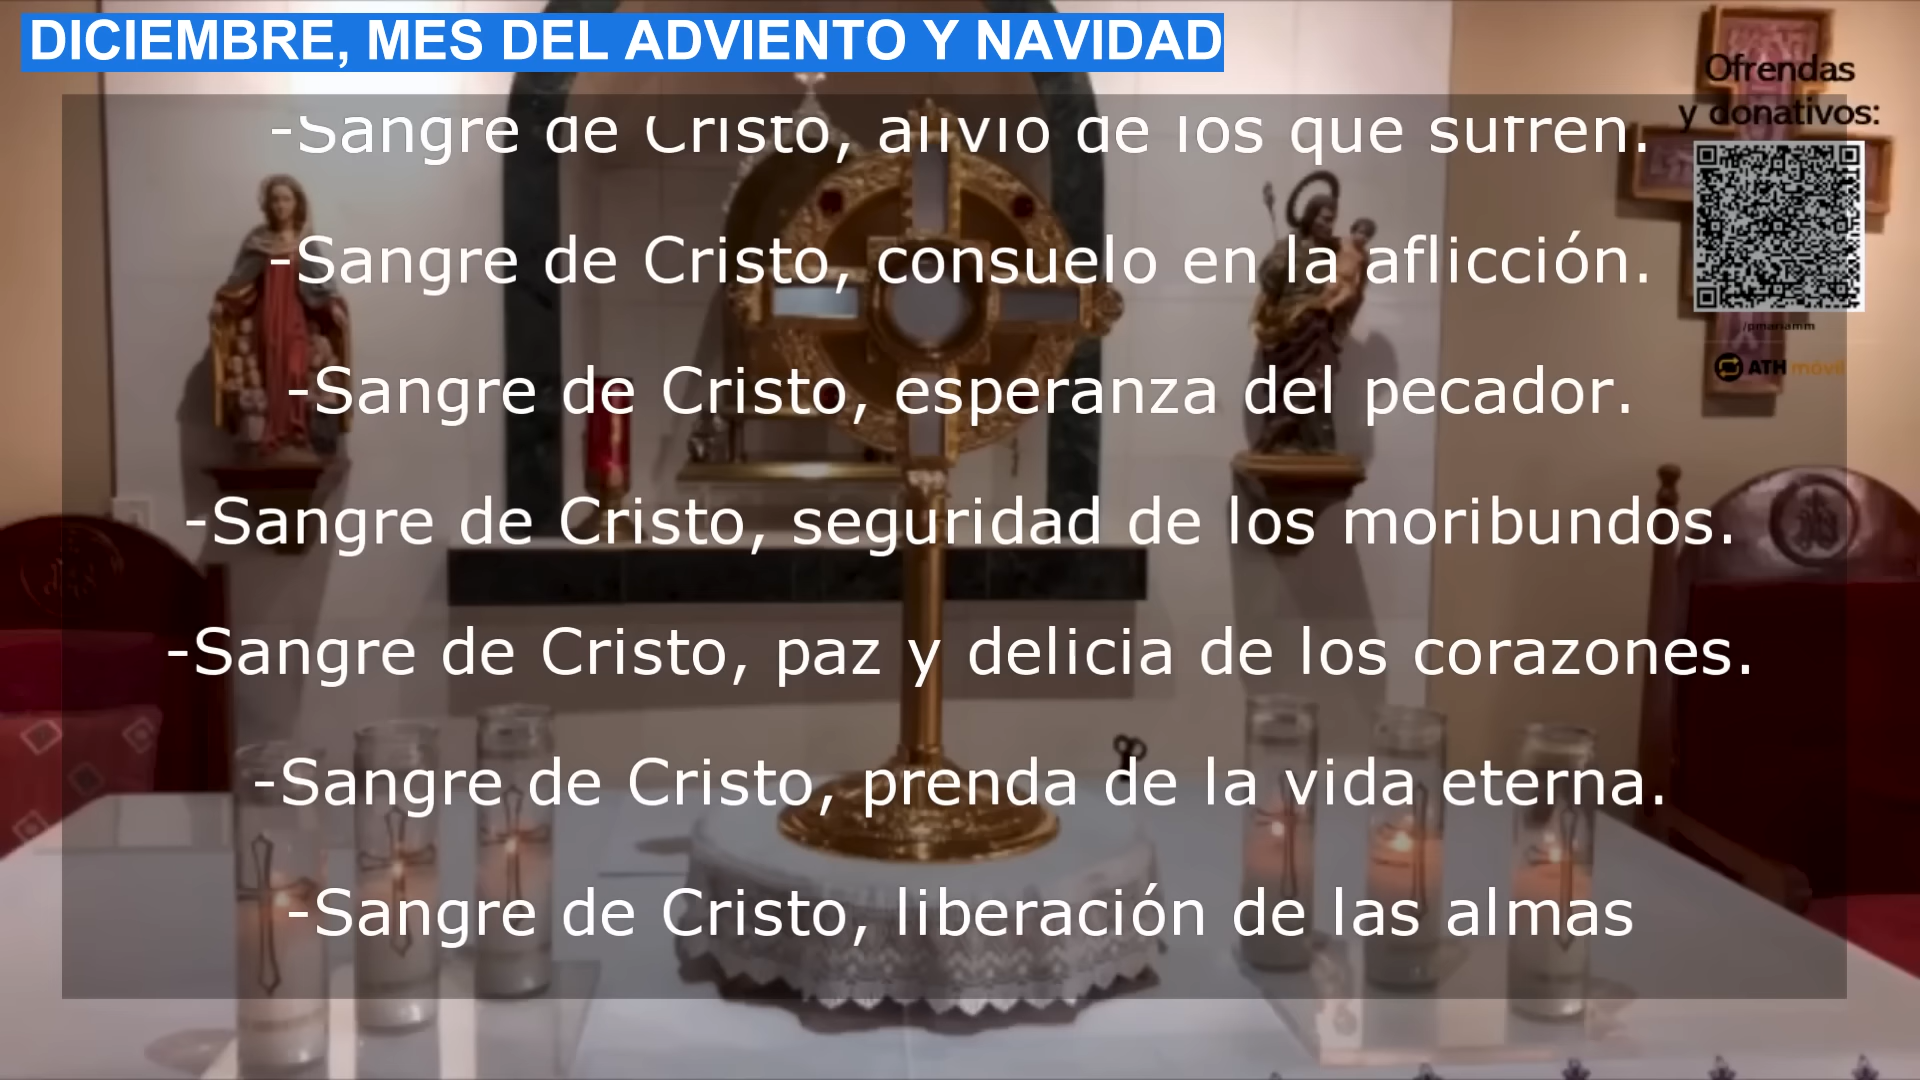 DICIEMBRE, MES DEL ADVIENTO Y NAVIDAD
Ofrendas
y donativos:
/pmariamm
ATH móvil
-Sangre de Cristo, alivio de los que sufren.
-Sangre de Cristo, consuelo en la aflicción.
-Sangre de Cristo, esperanza del pecador.
-Sangre de Cristo, seguridad de los moribundos.
-Sangre de Cristo, paz y delicia de los corazones.
-Sangre de Cristo, prenda de la vida eterna.
-Sangre de Cristo, liberación de las almas